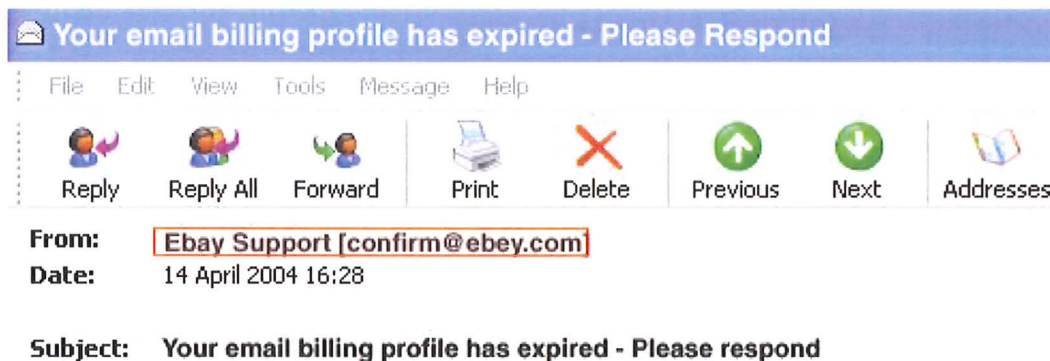 Your email billing profile has expired - Please Respond
File Edit View Tools Message Help
Reply Reply All Forward Print Delete Previous Next Addresses
From: Ebay Support [confirm@ebey.com]
Date: 14 April 2004 16:28
Subject: Your email billing profile has expired - Please respond